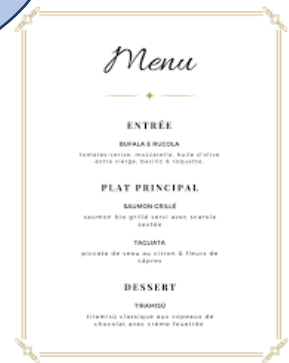 Menu
ENTRÉE
BUFALA E RUCOLA
tomates-cerise, mozzarella, huile d'olive
extra vierge, basilic & roquette.
PLAT PRINCIPAL
SAUMON GRILLÉ
saumon bio grillé servi avec scarole
sautée
TAGLIATA
piccata de veau au citron & fleurs de
câpres
DESSERT
TIRAMISÙ
tiramisù classique aux copeaux de
chocolat avec crème fouettée